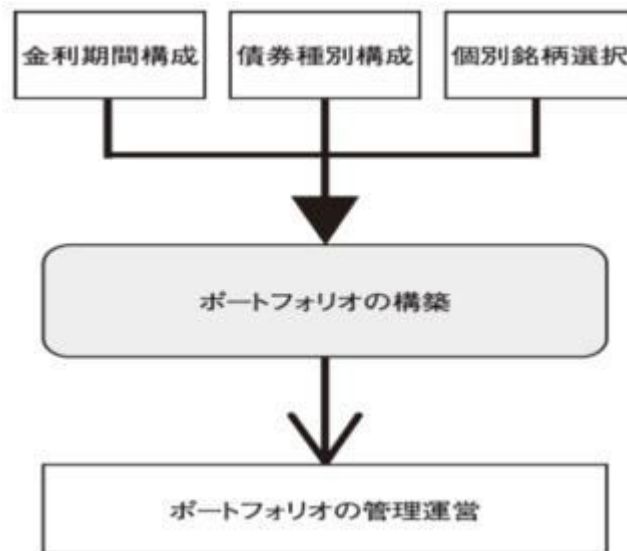 金利期間構成
債券種別構成
個別銘柄選択
ポートフォリオの構築
ポートフォリオの管理運営